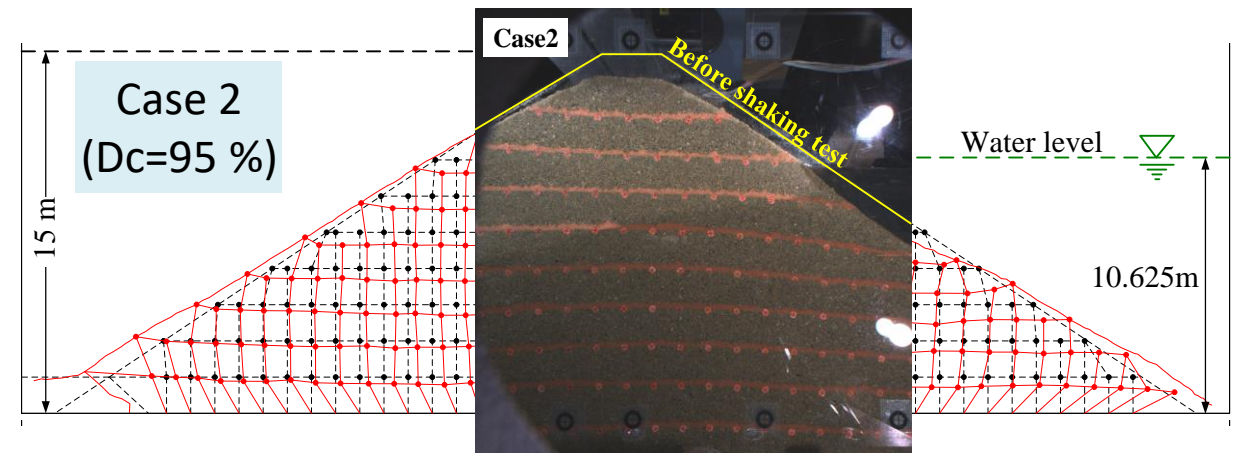 Case 2
(Dc=95 %)
Case2
Before shaking test
Water level
15 m
10.625m